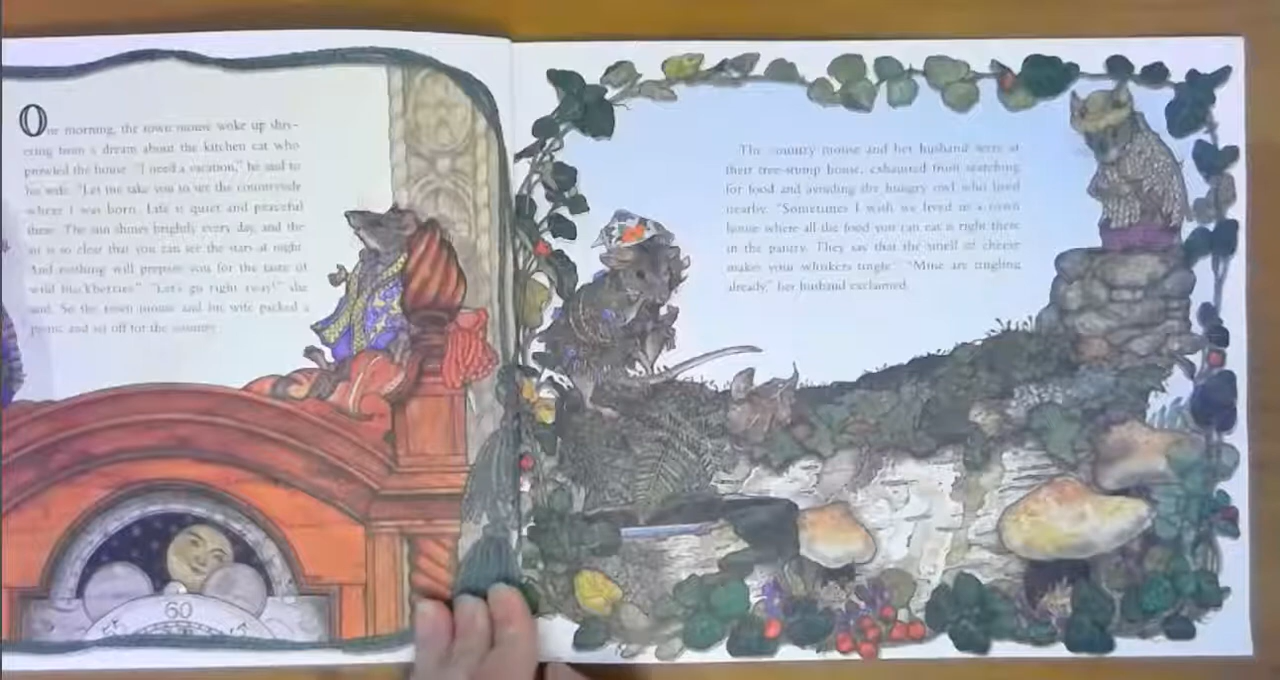 One morning, the town mouse woke up shiv-
ering from a dream about the kitchen cat who
prowled the house. "I need a vacation," he said to
his wife. "Let me take you to see the countryside
where I was born. Life is quiet and peaceful
there. The sun shines brightly every day, and the
air is so clear that you can see the stars at night.
And nothing will prepare you for the taste of
wild blackberries." "Let's go right away!" she
said. So the town mouse and his wife packed a
picnic and set off for the country.
60
The country mouse and her husband were at
their tree-stump house, exhausted from searching
for food and avoiding the hungry owl who lived
nearby. "Sometimes I wish we lived in a town
house where all the food you can eat is right there
in the pantry. They say that the smell of cheese
makes your whiskers tingle." "Mine are tingling
already," her husband exclaimed.